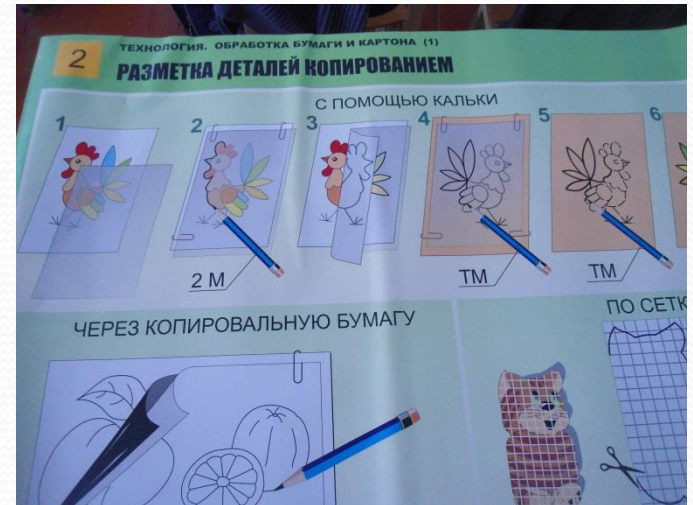 2
ТЕХНОЛОГИЯ. ОБРАБОТКА БУМАГИ И КАРТОНА (1)
РАЗМЕТКА ДЕТАЛЕЙ КОПИРОВАНИЕМ
С ПОМОЩЬЮ КАЛЬКИ
1 2 3 4 5 6
2 М ТМ ТМ
ЧЕРЕЗ КОПИРОВАЛЬНУЮ БУМАГУ
ПО СЕТК